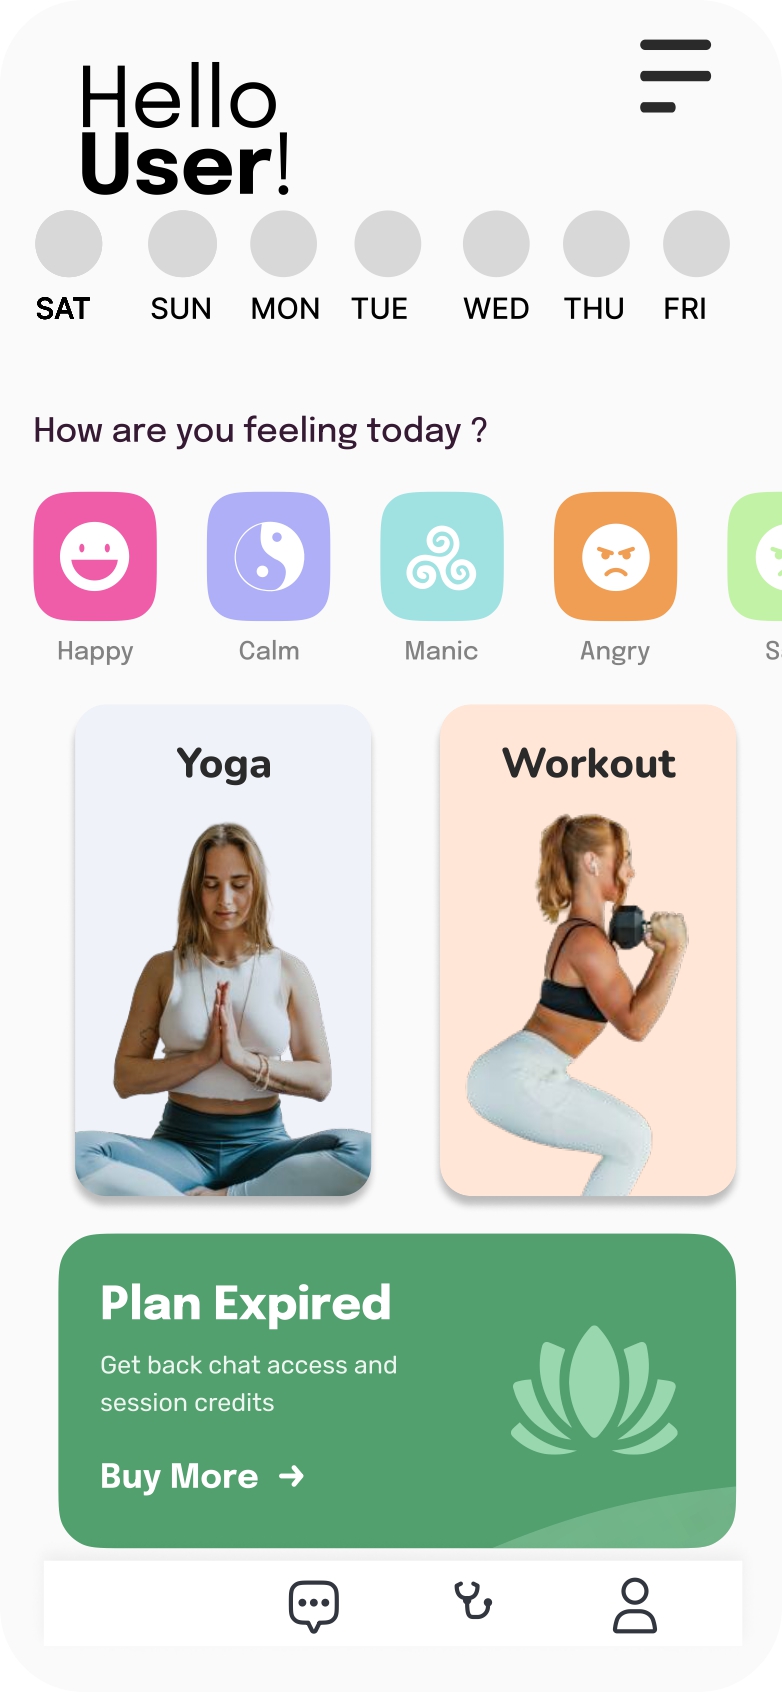 Hello
User!
SAT SUN MON TUE WED THU FRI
How are you feeling today ?
Happy Calm Manic Angry
Yoga Workout
Plan Expired
Get back chat access and
session credits
Buy More